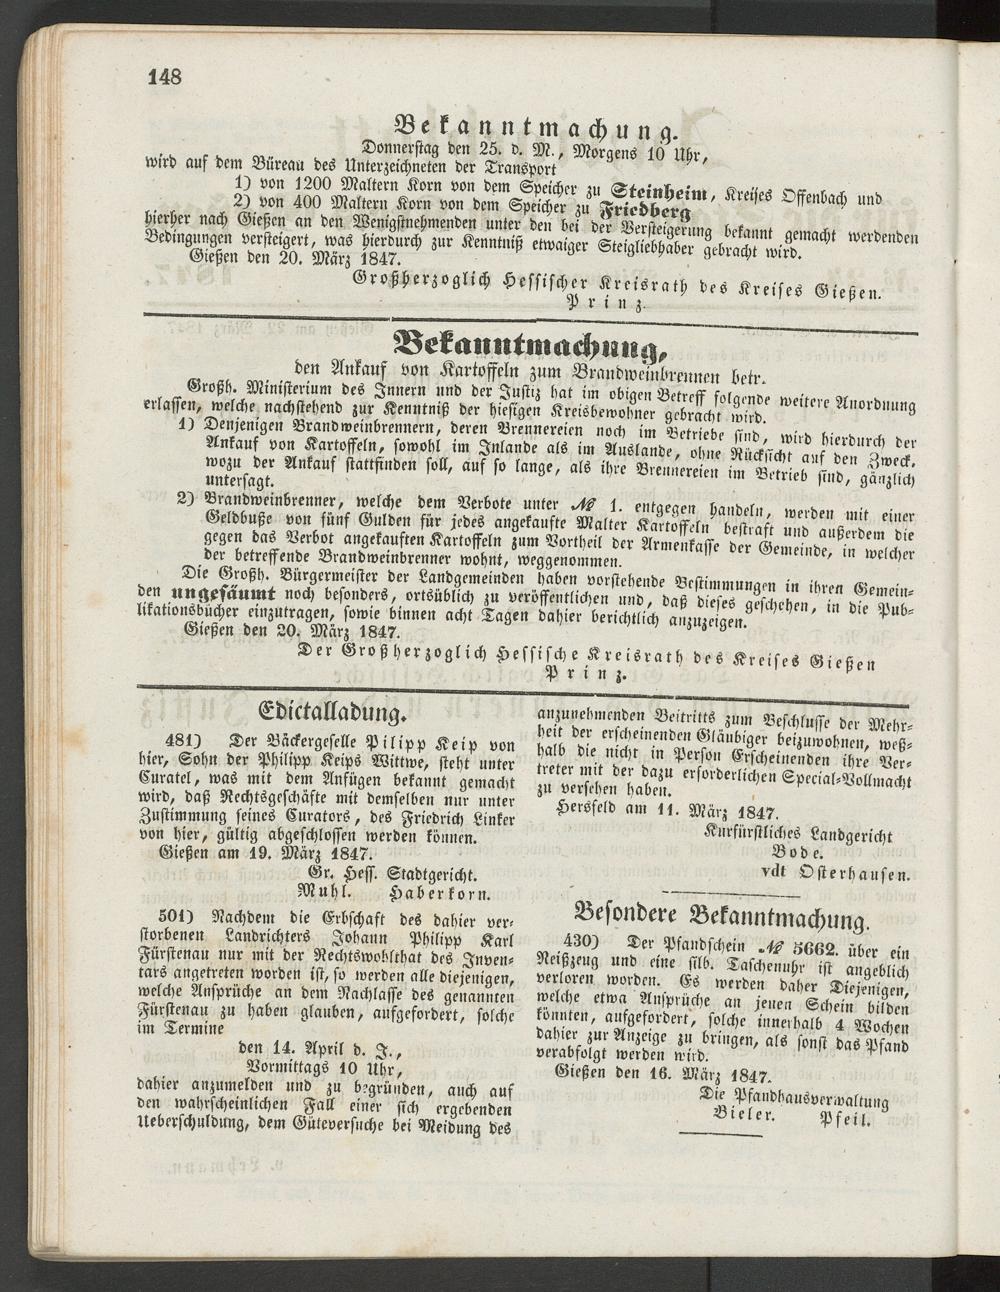 148
Bekanntmachung.
Donnerstag den 25. d. M., Morgens 10 Uhr,
wird auf dem Büreau des Unterzeichneten der Transport
1) von 1200 Maltern Korn von dem Speicher zu Steinheim, Kreises Offenbach und
2) von 400 Maltern Korn von dem Speicher zu Friedberg
hierher nach Gießen an den Wenigstnehmenden unter den bei der Versteigerung bekannt gemacht werdenden
Bedingungen versteigert, was hierdurch zur Kenntniß etwaiger Steigliebhaber gebracht wird.
Gießen den 20. März 1847.
Großherzoglich Hessischer Kreisrath des Kreises Gießen.
Prinz.
Bekanntmachung,
den Ankauf von Kartoffeln zum Brandweinbrennen betr.
Großh. Ministerium des Innern und der Justiz hat im obigen Betreff folgende weitere Anordnung
erlassen, welche nachstehend zur Kenntniß der hiesigen Kreisbewohner gebracht wird.
1) Denjenigen Brandweinbrennern, deren Brennereien noch im Betriebe sind, wird hierdurch der
Ankauf von Kartoffeln, sowohl im Inlande als im Auslande, ohne Rücksicht auf den Zweck,
wozu der Ankauf stattfinden soll, auf so lange, als ihre Brennereien im Betrieb sind, gänzlich
untersagt.
2) Brandweinbrenner, welche dem Verbote unter № 1. entgegen handeln, werden mit einer
Geldbuße von fünf Gulden für jedes angekaufte Malter Kartoffeln bestraft und außerdem die
gegen das Verbot angekauften Kartoffeln zum Vortheil der Armenkasse der Gemeinde, in welcher
der betreffende Brandweinbrenner wohnt, weggenommen.
Die Großh. Bürgermeister der Landgemeinden haben vorstehende Bestimmungen in ihren Gemein-
den ungesäumt noch besonders, ortsüblich zu veröffentlichen und, daß dieses geschehen, in die Pub-
likationsbücher einzutragen, sowie binnen acht Tagen dahier berichtlich anzuzeigen.
Gießen den 20. März 1847.
Der Großherzoglich Hessische Kreisrath des Kreises Gießen
Prinz.
Edictalladung.
481) Der Bäckergeselle Pilipp Keip von
hier, Sohn der Philipp Keips Wittwe, steht unter
Curatel, was mit dem Anfügen bekannt gemacht
wird, daß Rechtsgeschäfte mit demselben nur unter
Zustimmung seines Curators, des Friedrich Linker
von hier, gültig abgeschlossen werden können.
Gießen am 19. März 1847.
Gr. Hess. Stadtgericht.
Muhl. Haberkorn.
501) Nachdem die Erbschaft des dahier ver-
storbenen Landrichters Johann Philipp Karl
Fürstenau nur mit der Rechtswohlthat des Inven-
tars angetreten worden ist, so werden alle diejenigen,
welche Ansprüche an dem Nachlasse des genannten
Fürstenau zu haben glauben, aufgefordert, solche
im Termine
den 14. April d. J.,
Vormittags 10 Uhr,
dahier anzumelden und zu begründen, auch auf
den wahrscheinlichen Fall einer sich ergebenden
Ueberschuldung, dem Güteversuche bei Meidung des
anzunehmenden Beitritts zum Beschlusse der Mehr-
heit der erscheinenden Gläubiger beizuwohnen, weß-
halb die nicht in Person Erscheinenden ihre Ver-
treter mit der dazu erforderlichen Special-Vollmacht
zu versehen haben.
Hersfeld am 11. März 1847.
Kurfürstliches Landgericht
Bode.
vdt Osterhausen.
Besondere Bekanntmachung.
430) Der Pfandschein № 5662. über ein
Reißzeug und eine silb. Taschenuhr ist angeblich
verloren worden. Es werden daher Diejenigen,
welche etwa Ansprüche an jenen Schein bilden
könnten, aufgefordert, solche innerhalb 4 Wochen
dahier zur Anzeige zu bringen, als sonst das Pfand
verabfolgt werden wird.
Gießen den 16. März 1847.
Die Pfandhausverwaltung
Bieler. Pfeil.